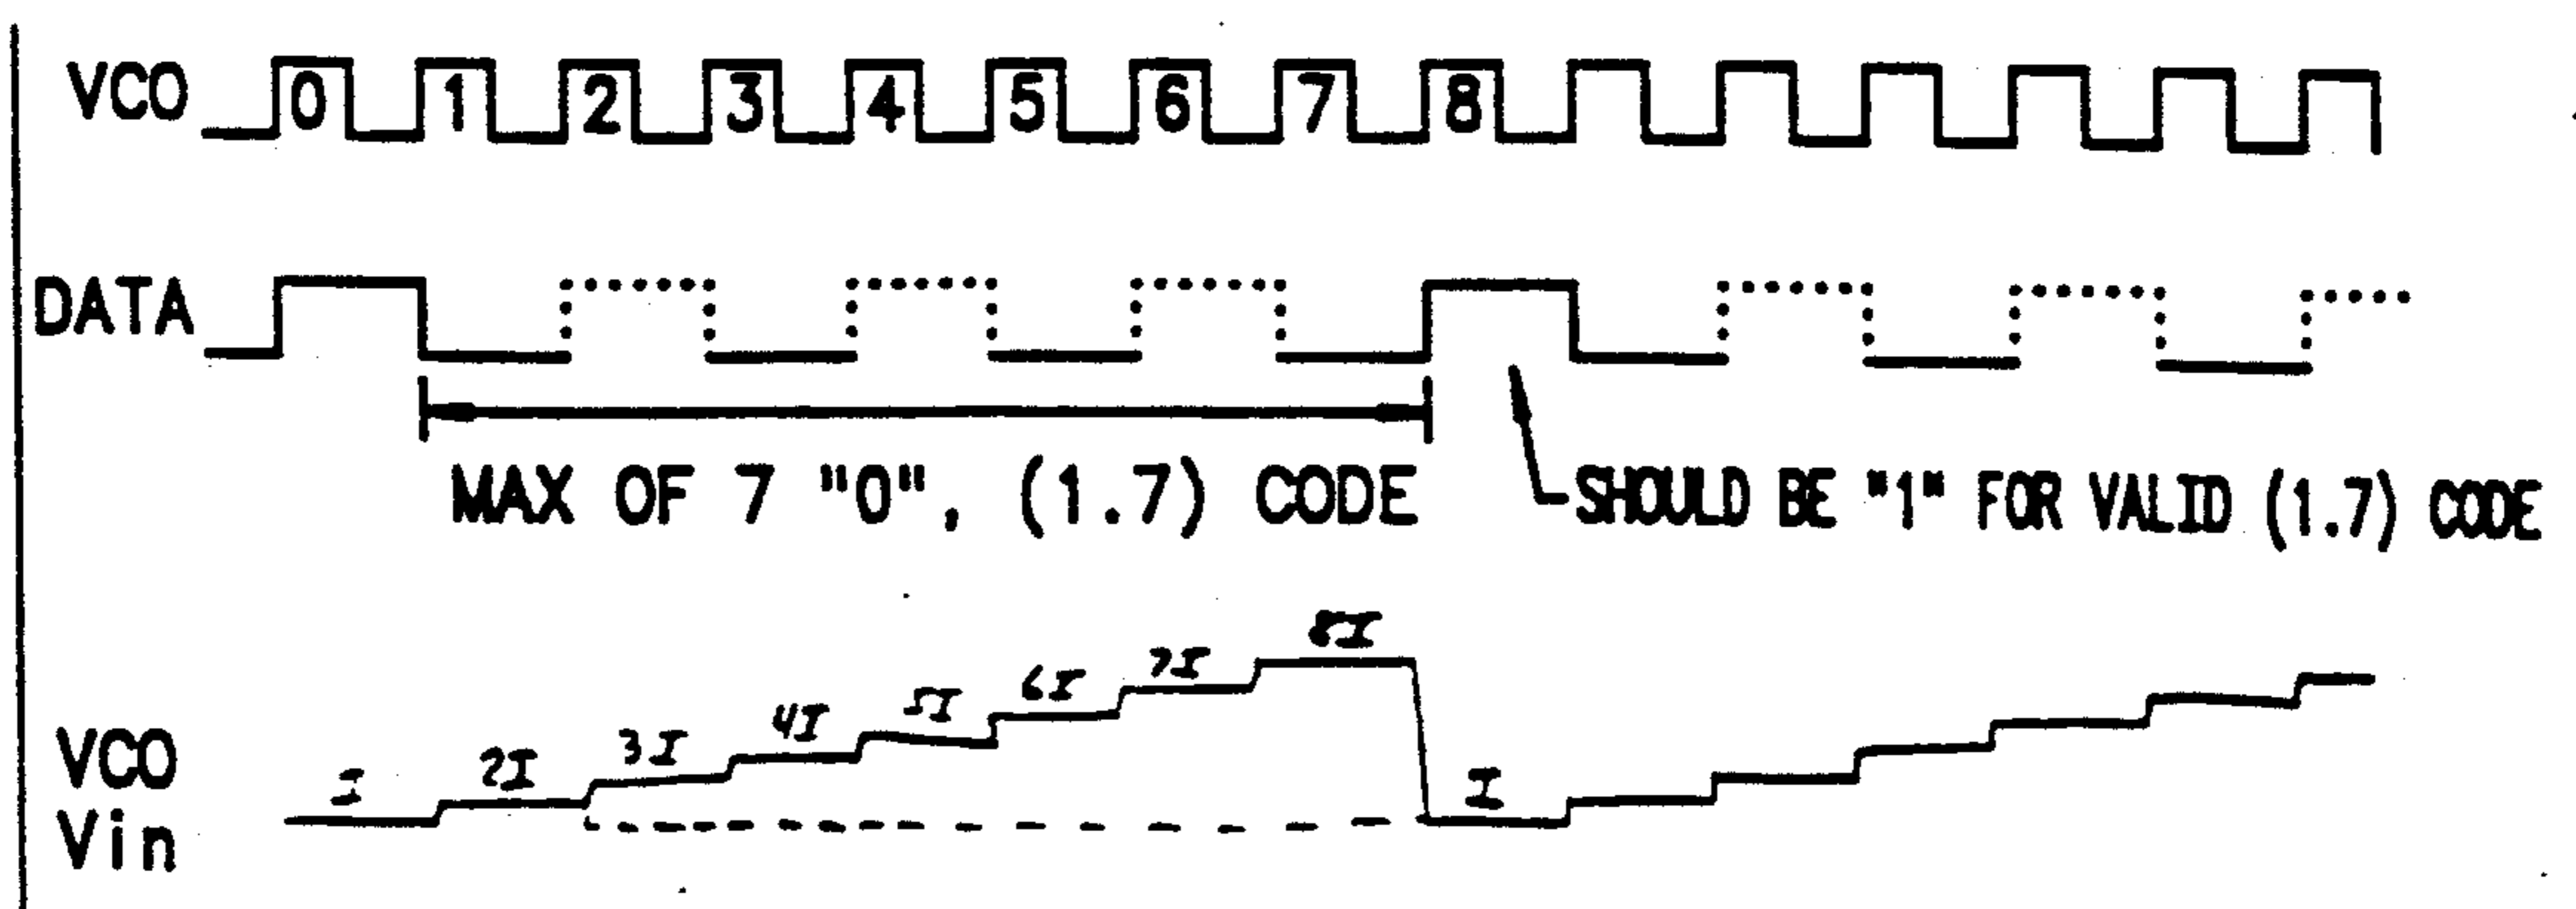 VCO 0 1 2 3 4 5 6 7 8
DATA
MAX OF 7 "0", (1.7) CODE
SHOULD BE "1" FOR VALID (1.7) CODE
I 2I 3I 4I 5I 6I 7I 8I I
VCO
Vin